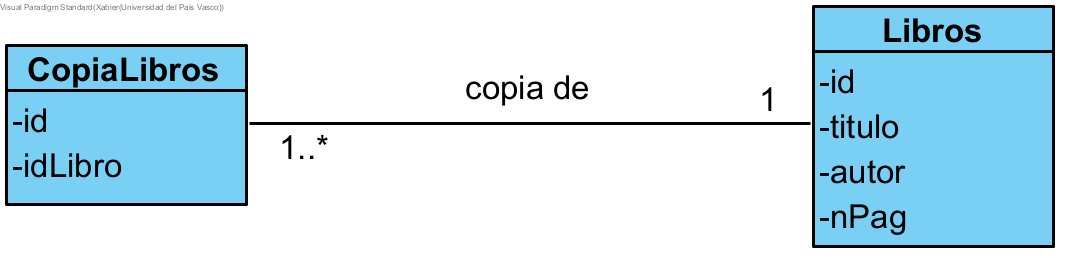 Visual Paradigm Standard(Xabier(Universidad del Pais Vasco))
CopiaLibros
-id
-idLibro
copia de
1..*
1
Libros
-id
-titulo
-autor
-nPag